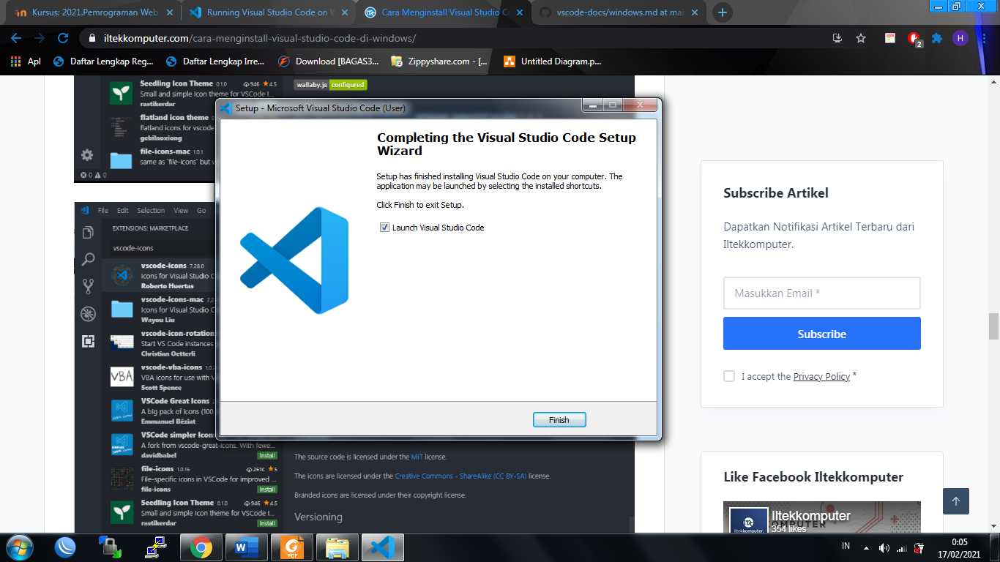 Kursus: 2021.Pemrograman Web
Running Visual Studio Code on W
Cara Menginstall Visual Studio C
vscode-docs/windows.md at mai
iltekkomputer.com/cara-menginstall-visual-studio-code-di-windows/
2
H
Apl
Daftar Lengkap Reg...
Daftar Lengkap Irre...
Download [BAGAS3...
Zippyshare.com - [...
Untitled Diagram.p...
Seedling Icon Theme 0.1.0 946 4.5
Small and simple Icon theme for VSCode I...
rastikerdar
flatland icon theme
flatland icons for vscode
gebilaoxiong
file-icons-mac 1.0.1
same as `file-icons` but w
0 0
wallaby.js configured
Setup - Microsoft Visual Studio Code (User)
Completing the Visual Studio Code Setup
Wizard
Setup has finished installing Visual Studio Code on your computer. The
application may be launched by selecting the installed shortcuts.
Click Finish to exit Setup.
Launch Visual Studio Code
Finish
File Edit Selection View Go
EXTENSIONS: MARKETPLACE
vscode-icons
vscode-icons 7.28.0
Icons for Visual Studio C
Roberto Huertas
vscode-icons-mac 7.2
Icons for Visual Studio C
Wayou Liu
vscode-icon-rotation
Start VS Code instances
Christian Oetterli
vscode-vba-icons 1.0.
VBA icons for use with V
Scott Spence
VBA
VSCode Great Icons
A big pack of icons (100
Emmanuel Béziat
VSCode simpler Icons
A fork from vscode-great-icons. With fewe...
davidbabel Install
file-icons 1.0.16 261K 5
File-specific icons in VSCode for improved ...
file-icons Install
Seedling Icon Theme 0.1.0 946 4.5
Small and simple Icon theme for VSCode I...
rastikerdar Install
The source code is licensed under the MIT license.
The icons are licensed under the Creative Commons - ShareAlike (CC BY-SA) license.
Branded icons are licensed under their copyright license.
Versioning
Subscribe Artikel
Dapatkan Notifikasi Artikel Terbaru dari
Iltekkomputer.
Masukkan Email *
Subscribe
I accept the Privacy Policy *
Like Facebook Iltekkomputer
Iltekkomputer
354 likes
PDF
IN
0:05
17/02/2021